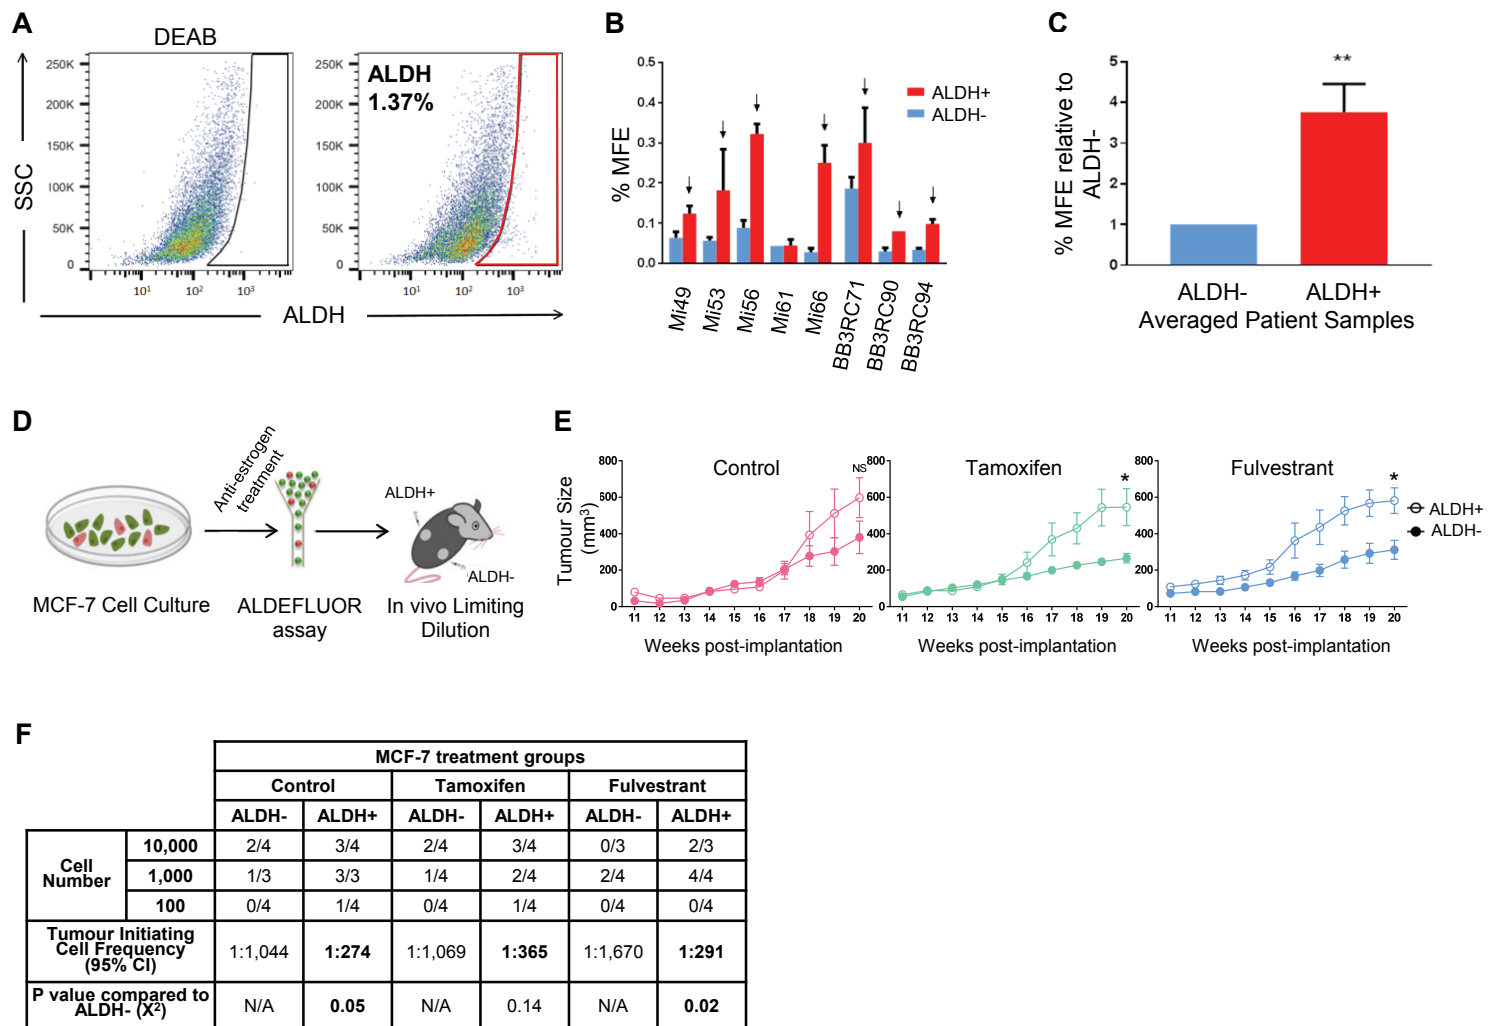 A
DEAB
250K
200K
150K
100K
50K
0
10¹
10²
10³
ALDH
1.37%
250K
200K
150K
100K
50K
0
10¹
10²
10³
SSC
ALDH
B
% MFE
0.5
0.4
0.3
0.2
0.1
0.0
ALDH+
ALDH-
Mi49
Mi53
Mi56
Mi61
Mi66
BB3RC71
BB3RC90
BB3RC94
C
% MFE relative to
ALDH-
5
4
3
2
1
0
**
ALDH- ALDH+
Averaged Patient Samples
D
Anti-estrogen
treatment
ALDH+
ALDH-
MCF-7 Cell Culture
ALDEFLUOR
assay
In vivo Limiting
Dilution
E
Tumour Size
(mm³)
Control
800
600
400
200
0
NS
11 12 13 14 15 16 17 18 19 20
Weeks post-implantation
Tamoxifen
800
600
400
200
0
*
11 12 13 14 15 16 17 18 19 20
Weeks post-implantation
Fulvestrant
800
600
400
200
0
*
11 12 13 14 15 16 17 18 19 20
Weeks post-implantation
ALDH+
ALDH-
F
MCF-7 treatment groups
Control Tamoxifen Fulvestrant
ALDH- ALDH+ ALDH- ALDH+ ALDH- ALDH+
Cell
Number
10,000 2/4 3/4 2/4 3/4 0/3 2/3
1,000 1/3 3/3 1/4 2/4 2/4 4/4
100 0/4 1/4 0/4 1/4 0/4 0/4
Tumour Initiating
Cell Frequency
(95% CI)
1:1,044 1:274 1:1,069 1:365 1:1,670 1:291
P value compared to
ALDH- (X²)
N/A 0.05 N/A 0.14 N/A 0.02